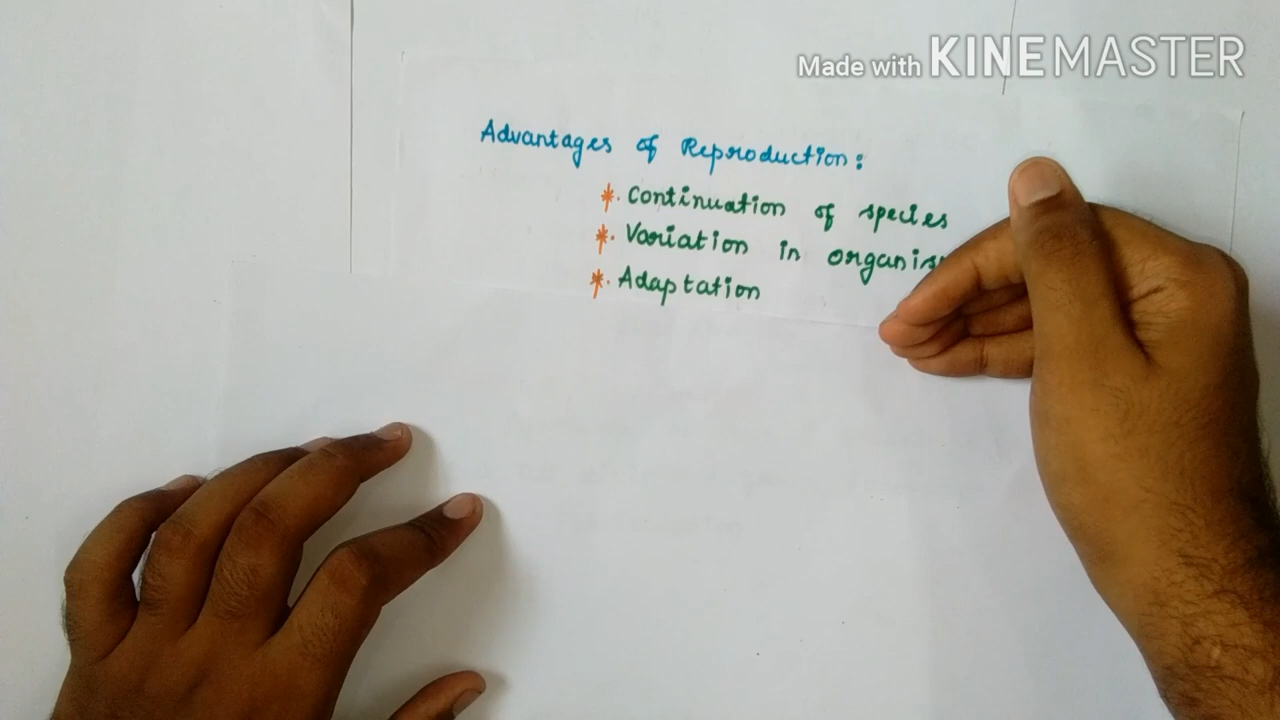 Made with KINEMASTER
Advantages of Reproduction:
*. Continuation of species
*. Variation in
*. Adaptation